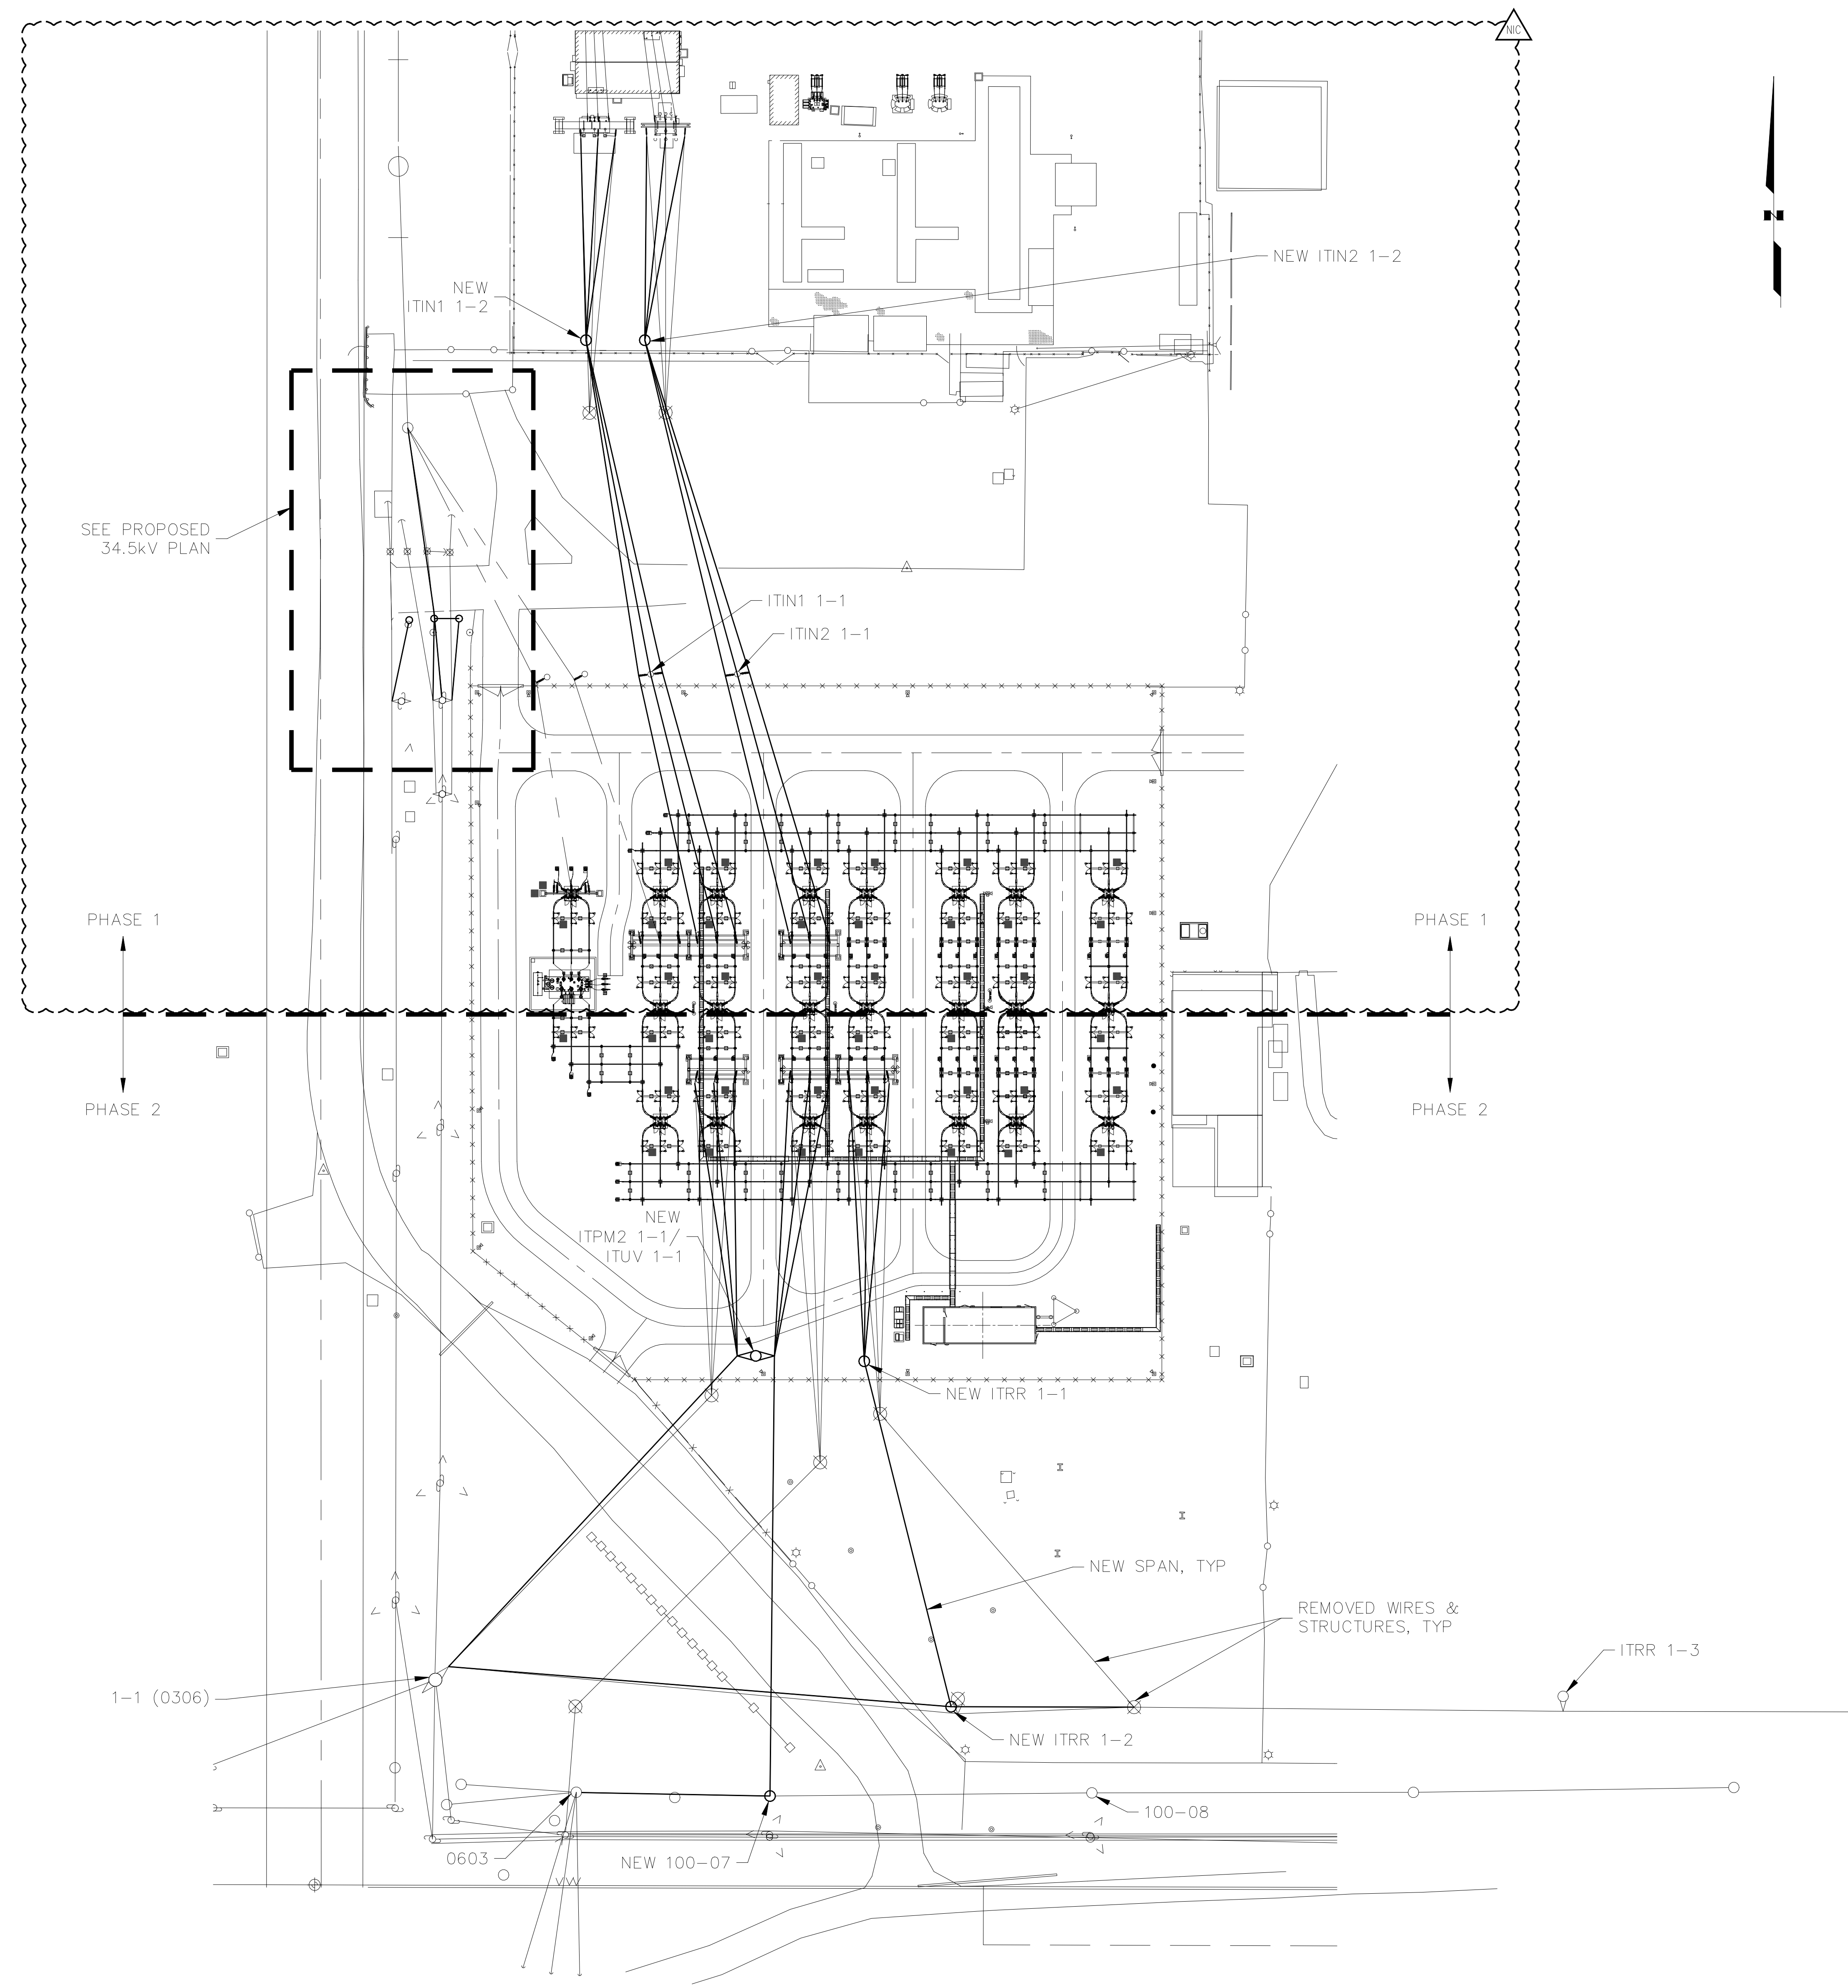 NIC
NEW ITIN2 1-2
NEW
ITIN1 1-2
SEE PROPOSED
34.5kV PLAN
ITIN1 1-1
ITIN2 1-1
PHASE 1
PHASE 1
PHASE 2
PHASE 2
NEW
ITPM2 1-1/
ITUV 1-1
NEW ITRR 1-1
NEW SPAN, TYP
REMOVED WIRES &
STRUCTURES, TYP
ITRR 1-3
1-1 (0306)
NEW ITRR 1-2
100-08
0603
NEW 100-07